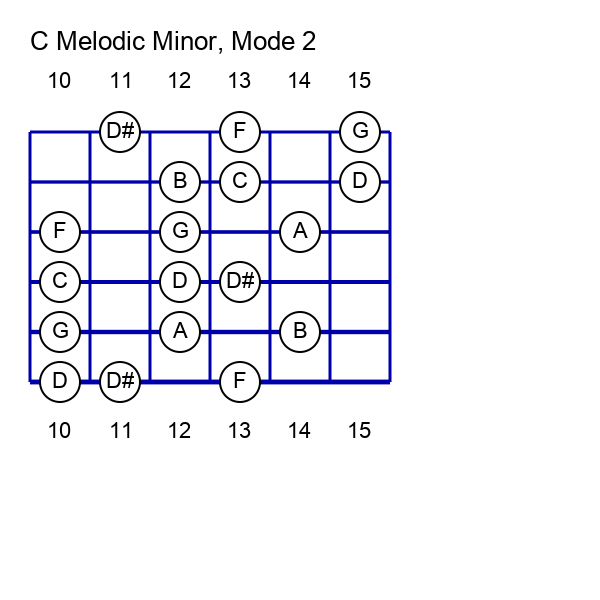 C Melodic Minor, Mode 2
10 11 12 13 14 15
D# F G
B C D
F G A
C D D#
G A B
D D# F
10 11 12 13 14 15